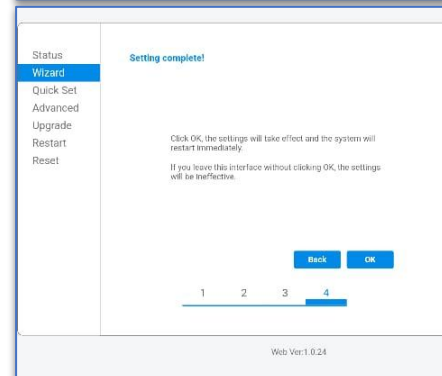 Status
Wizard
Quick Set
Advanced
Upgrade
Restart
Reset
Setting complete!
Click OK, the settings will take effect and the system will
restart immediately.
If you leave this interface without clicking OK, the settings
will be ineffective.
Back OK
1 2 3 4
Web Ver:1.0.24